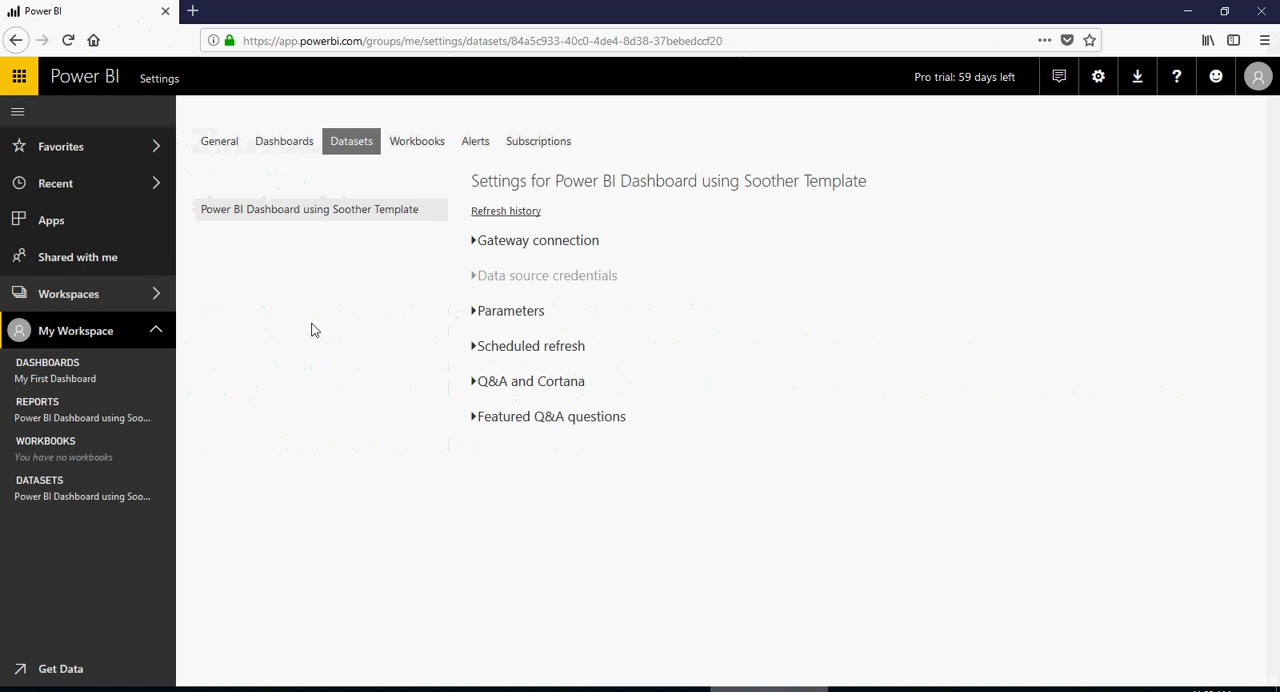 Power BI
https://app.powerbi.com/groups/me/settings/datasets/84a5c933-40c0-4de4-8d38-37bebedccf20
Power BI Settings
Pro trial: 59 days left
General Dashboards Datasets Workbooks Alerts Subscriptions
Favorites
Recent
Apps
Shared with me
Workspaces
My Workspace
DASHBOARDS
My First Dashboard
REPORTS
Power BI Dashboard using Soo...
WORKBOOKS
You have no workbooks
DATASETS
Power BI Dashboard using Soo...
Get Data
Power BI Dashboard using Soother Template
Settings for Power BI Dashboard using Soother Template
Refresh history
Gateway connection
Data source credentials
Parameters
Scheduled refresh
Q&A and Cortana
Featured Q&A questions